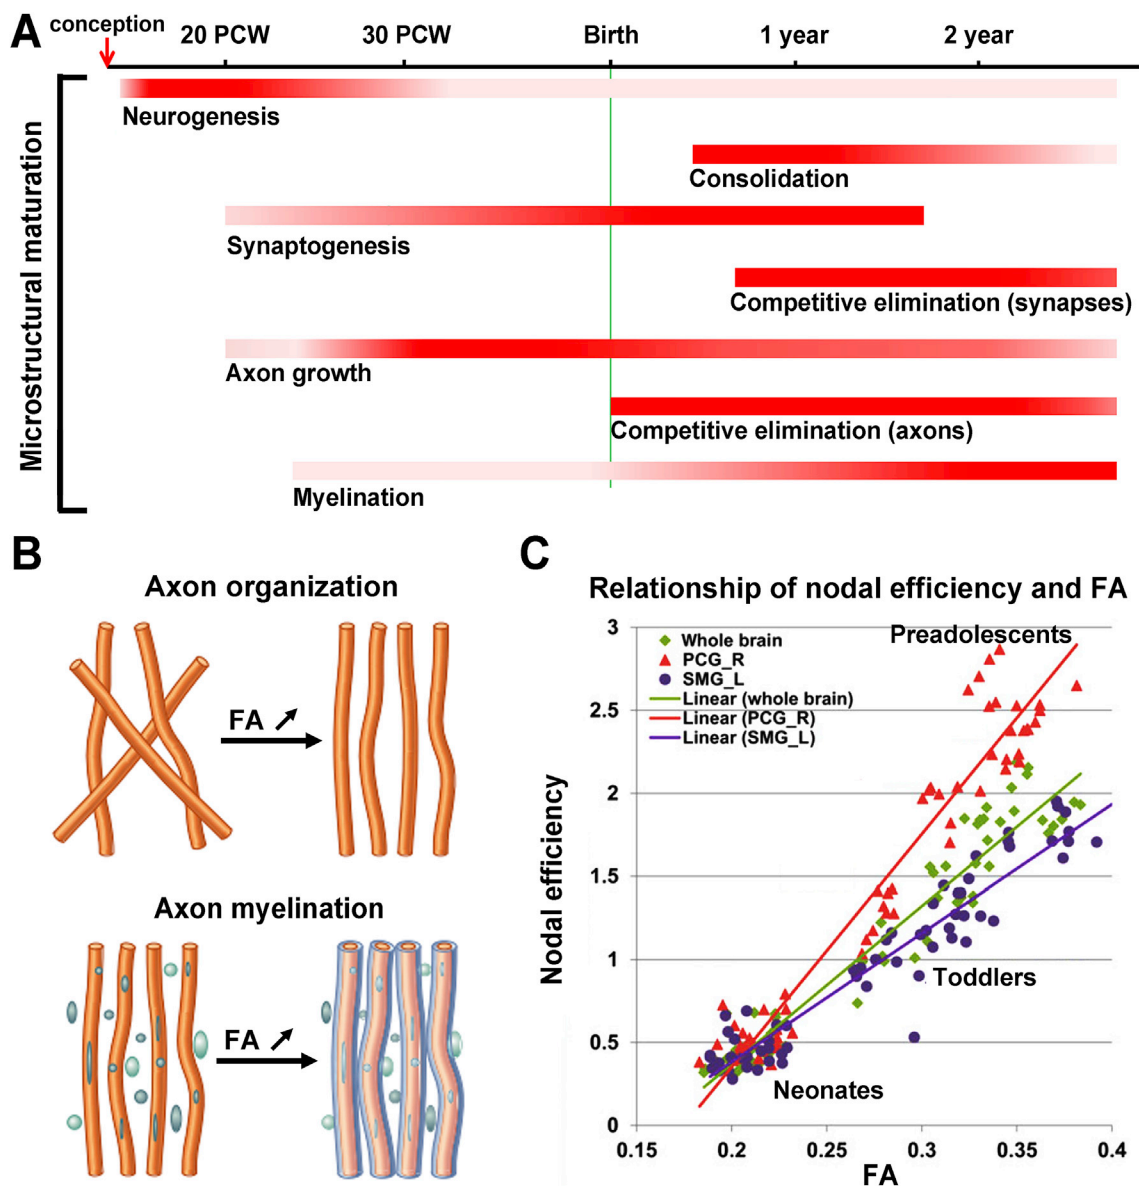 A
conception
20 PCW
30 PCW
Birth
1 year
2 year
Microstructural maturation
Neurogenesis
Consolidation
Synaptogenesis
Competitive elimination (synapses)
Axon growth
Competitive elimination (axons)
Myelination
B
Axon organization
FA
Axon myelination
FA
C
Relationship of nodal efficiency and FA
Preadolescents
Whole brain
PCG_R
SMG_L
Linear (whole brain)
Linear (PCG_R)
Linear (SMG_L)
Toddlers
Neonates
Nodal efficiency
3
2.5
2
1.5
1
0.5
0
0.15
0.2
0.25
0.3
0.35
0.4
FA